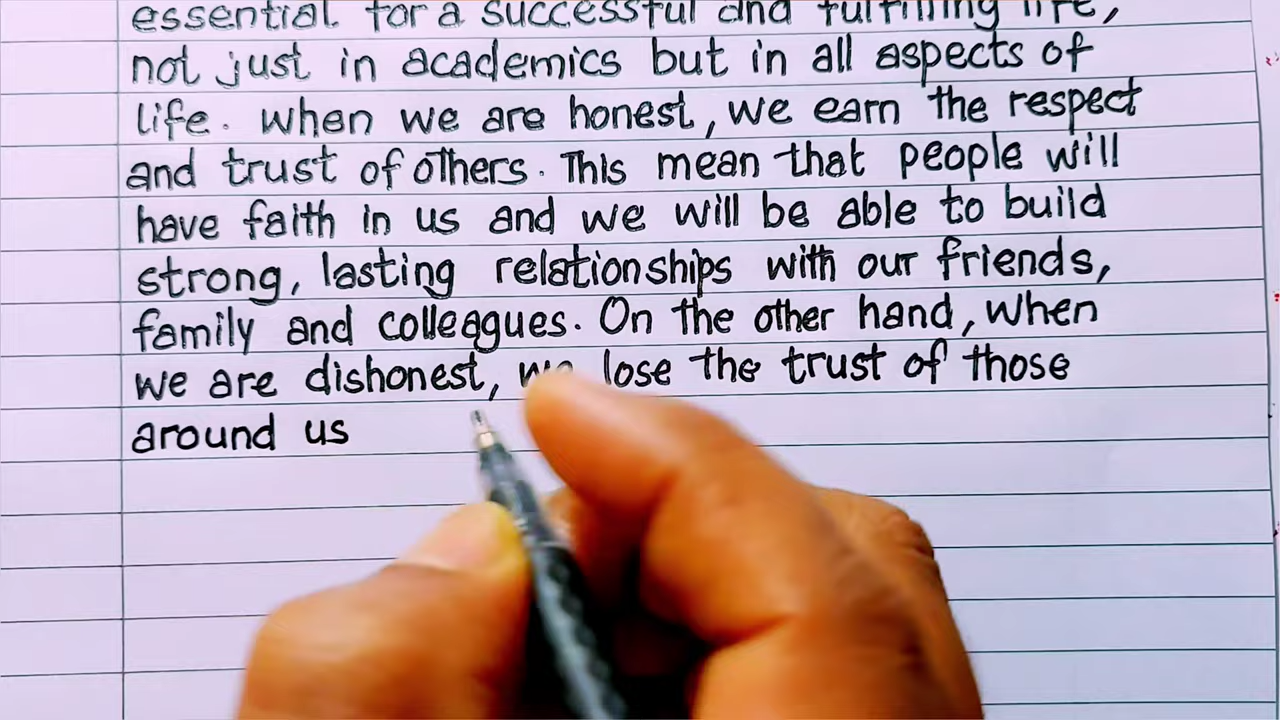 essential for a successful and fulfilling life,
not just in academics but in all aspects of
life. When we are honest, we earn the respect
and trust of others. This mean that people will
have faith in us and we will be able to build
strong, lasting relationships with our friends,
family and colleagues. On the other hand, when
we are dishonest, we lose the trust of those
around us